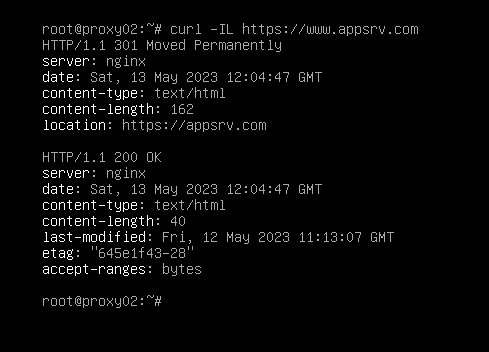 root@proxy02:~# curl -IL https://www.appsrv.com
HTTP/1.1 301 Moved Permanently
server: nginx
date: Sat, 13 May 2023 12:04:47 GMT
content-type: text/html
content-length: 162
location: https://appsrv.com
HTTP/1.1 200 OK
server: nginx
date: Sat, 13 May 2023 12:04:47 GMT
content-type: text/html
content-length: 40
last-modified: Fri, 12 May 2023 11:13:07 GMT
etag: "645e1f43-28"
accept-ranges: bytes
root@proxy02:~#